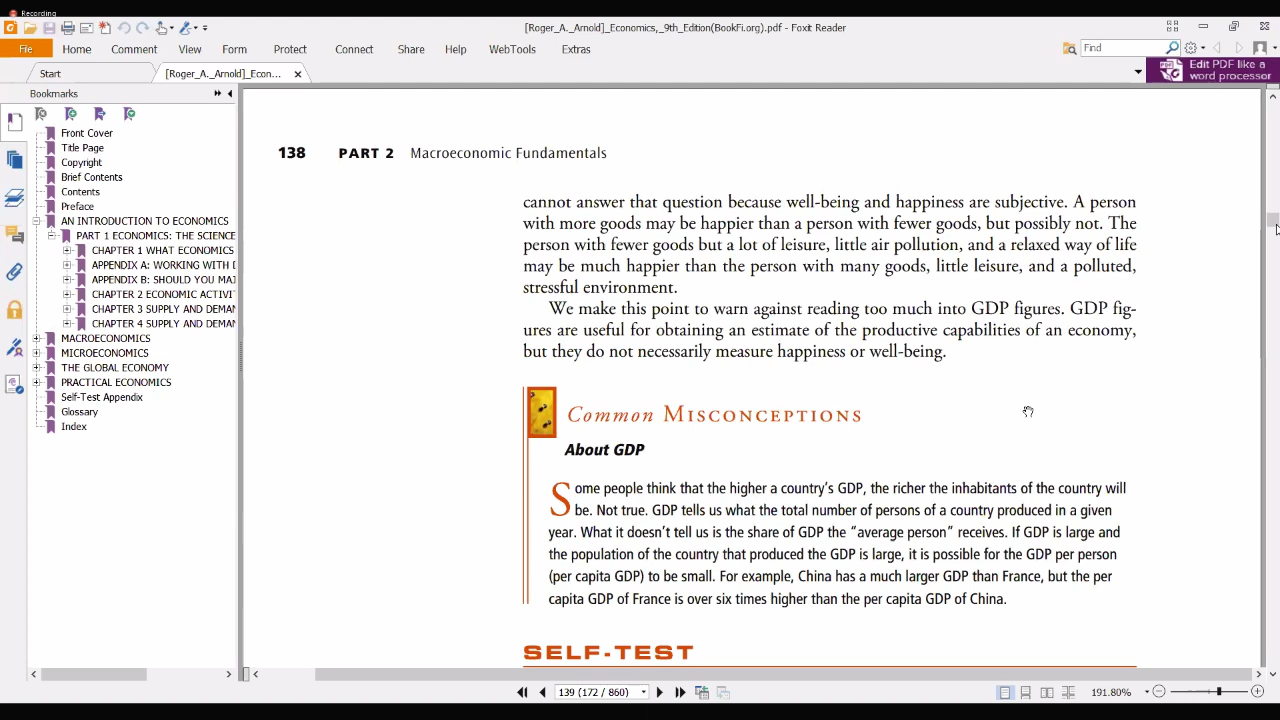 Recording
[Roger_A._Arnold]_Economics,_9th_Edition(BookFi.org).pdf - Foxit Reader
File Home Comment View Form Protect Connect Share Help WebTools Extras
Find
Start
[Roger_A._Arnold]_Econ...
Edit PDF like a
word processor
Bookmarks
Front Cover
Title Page
Copyright
Brief Contents
Contents
Preface
AN INTRODUCTION TO ECONOMICS
PART 1 ECONOMICS: THE SCIENCE
CHAPTER 1 WHAT ECONOMICS
APPENDIX A: WORKING WITH D
APPENDIX B: SHOULD YOU MAJ
CHAPTER 2 ECONOMIC ACTIVIT
CHAPTER 3 SUPPLY AND DEMAN
CHAPTER 4 SUPPLY AND DEMAN
MACROECONOMICS
MICROECONOMICS
THE GLOBAL ECONOMY
PRACTICAL ECONOMICS
Self-Test Appendix
Glossary
Index
138 PART 2 Macroeconomic Fundamentals
cannot answer that question because well-being and happiness are subjective. A person
with more goods may be happier than a person with fewer goods, but possibly not. The
person with fewer goods but a lot of leisure, little air pollution, and a relaxed way of life
may be much happier than the person with many goods, little leisure, and a polluted,
stressful environment.
We make this point to warn against reading too much into GDP figures. GDP fig-
ures are useful for obtaining an estimate of the productive capabilities of an economy,
but they do not necessarily measure happiness or well-being.
Common MISCONCEPTIONS
About GDP
Some people think that the higher a country's GDP, the richer the inhabitants of the country will
be. Not true. GDP tells us what the total number of persons of a country produced in a given
year. What it doesn't tell us is the share of GDP the "average person" receives. If GDP is large and
the population of the country that produced the GDP is large, it is possible for the GDP per person
(per capita GDP) to be small. For example, China has a much larger GDP than France, but the per
capita GDP of France is over six times higher than the per capita GDP of China.
SELF-TEST
139 (172 / 860)
191.80%